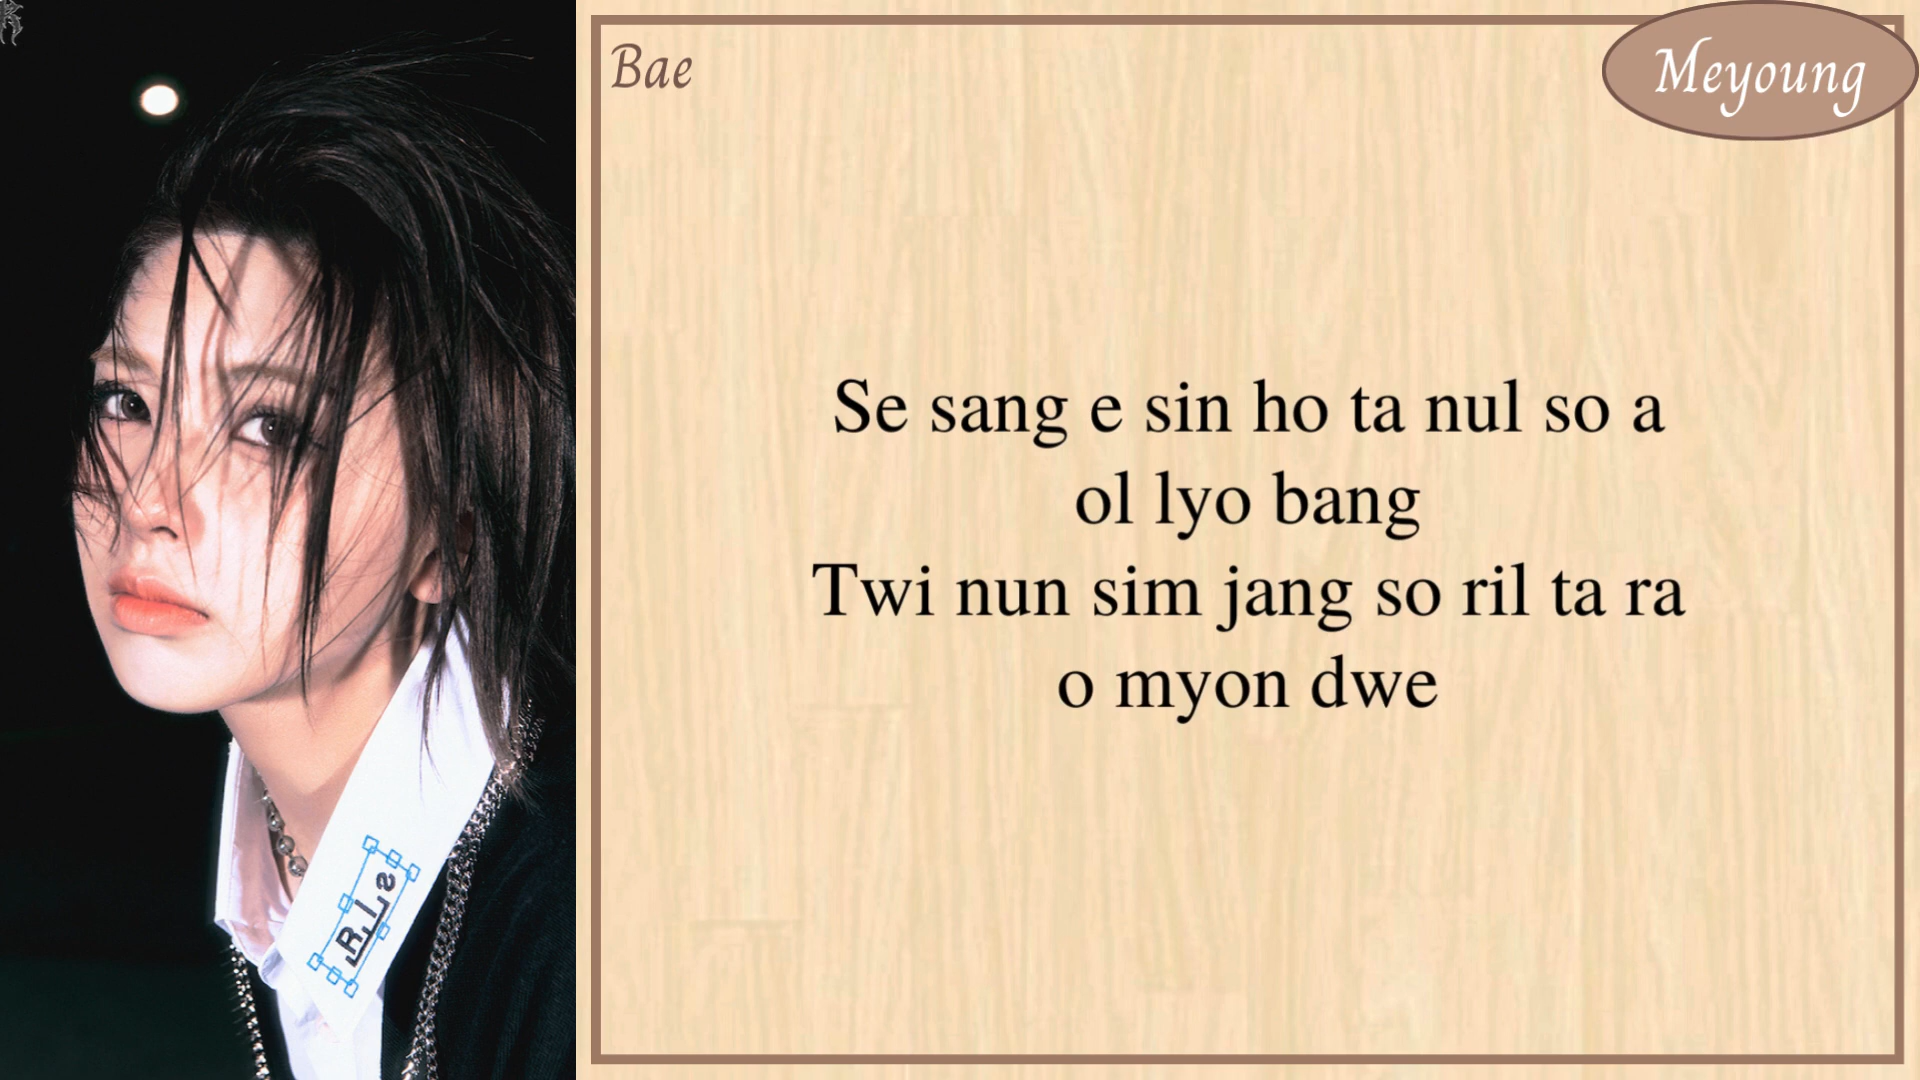 Bae
Meyoung
Se sang e sin ho ta nul so a
ol lyo bang
Twi nun sim jang so ril ta ra
o myon dwe